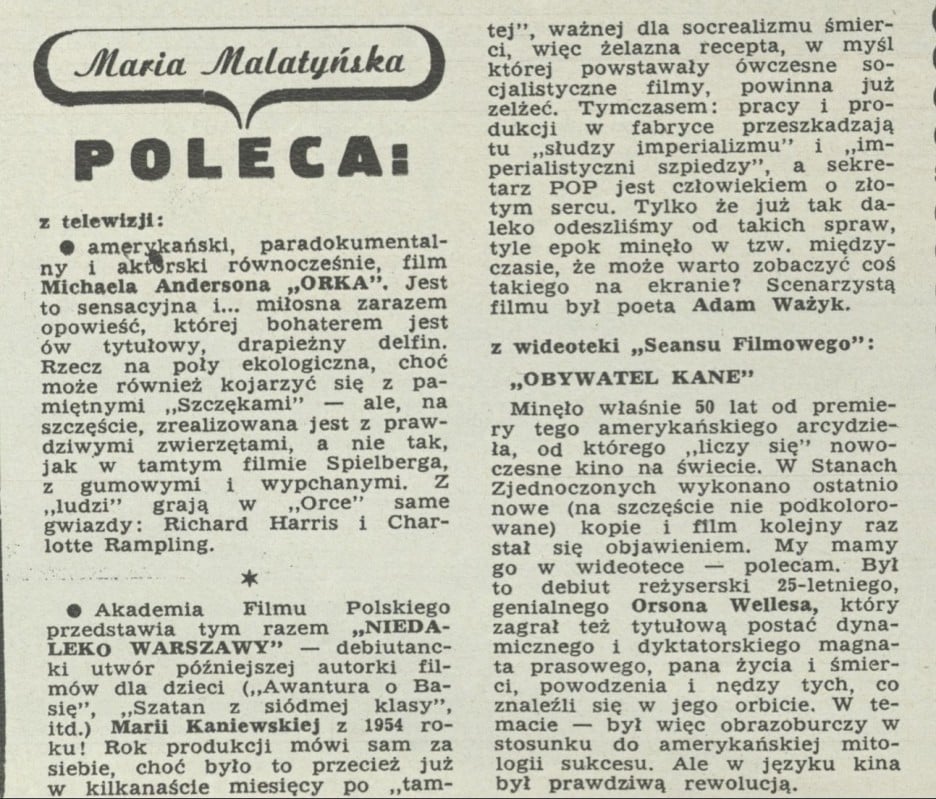 Maria Malatyńska
POLECA:
z telewizji:
● amerykański, paradokumental-
ny i aktorski równocześnie, film
Michaela Andersona „ORKA”. Jest
to sensacyjna i... miłosna zarazem
opowieść, której bohaterem jest
ów tytułowy, drapieżny delfin.
Rzecz na poły ekologiczna, choć
może również kojarzyć się z pa-
miętnymi „Szczękami” — ale, na
szczęście, zrealizowana jest z praw-
dziwymi zwierzętami, a nie tak,
jak w tamtym filmie Spielberga,
z gumowymi i wypchanymi. Z
„ludzi” grają w „Orce” same
gwiazdy: Richard Harris i Char-
lotte Rampling.
★
● Akademia Filmu Polskiego
przedstawia tym razem „NIEDA-
LEKO WARSZAWY” — debiutanc-
ki utwór późniejszej autorki fil-
mów dla dzieci („Awantura o Ba-
się”, „Szatan z siódmej klasy”,
itd.) Marii Kaniewskiej z 1954 ro-
ku! Rok produkcji mówi sam za
siebie, choć było to przecież już
w kilkanaście miesięcy po „tam-
tej”, ważnej dla socrealizmu śmier-
ci, więc żelazna recepta, w myśl
której powstawały ówczesne so-
cjalistyczne filmy, powinna już
zelżeć. Tymczasem: pracy i pro-
dukcji w fabryce przeszkadzają
tu „słudzy imperializmu” i „im-
perialistyczni szpiedzy”, a sekre-
tarz POP jest człowiekiem o zło-
tym sercu. Tylko że już tak da-
leko odeszliśmy od takich spraw,
tyle epok minęło w tzw. między-
czasie, że może warto zobaczyć coś
takiego na ekranie? Scenarzystą
filmu był poeta Adam Ważyk.
z wideoteki „Seansu Filmowego”:
„OBYWATEL KANE”
Minęło właśnie 50 lat od premie-
ry tego amerykańskiego arcydzie-
ła, od którego „liczy się” nowo-
czesne kino na świecie. W Stanach
Zjednoczonych wykonano ostatnio
nowe (na szczęście nie podkoloro-
wane) kopie i film kolejny raz
stał się objawieniem. My mamy
go w wideotece — polecam. Był
to debiut reżyserski 25-letniego,
genialnego Orsona Wellesa, który
zagrał też tytułową postać dyna-
micznego i dyktatorskiego magna-
ta prasowego, pana życia i śmier-
ci, powodzenia i nędzy tych, co
znaleźli się w jego orbicie. W te-
macie — był więc obrazoburczy w
stosunku do amerykańskiej mito-
logii sukcesu. Ale w języku kina
był prawdziwą rewolucją.